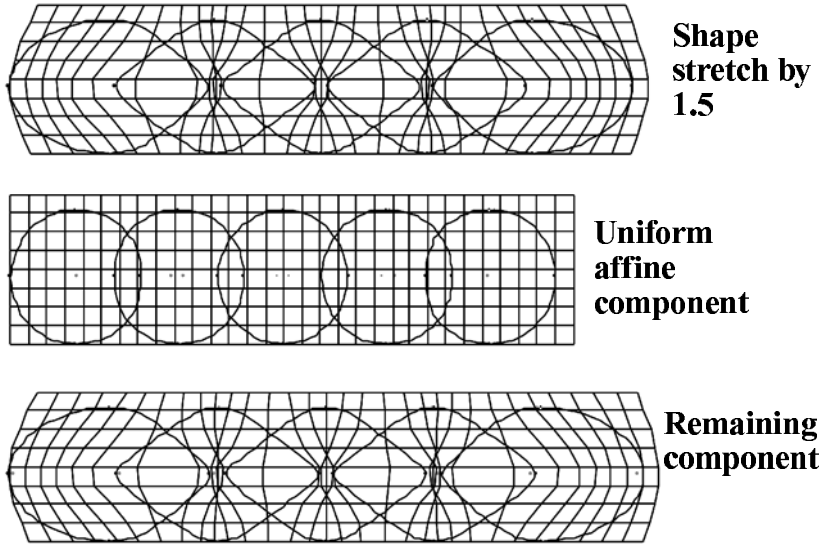 Shape
stretch by
1.5
Uniform
affine
component
Remaining
component